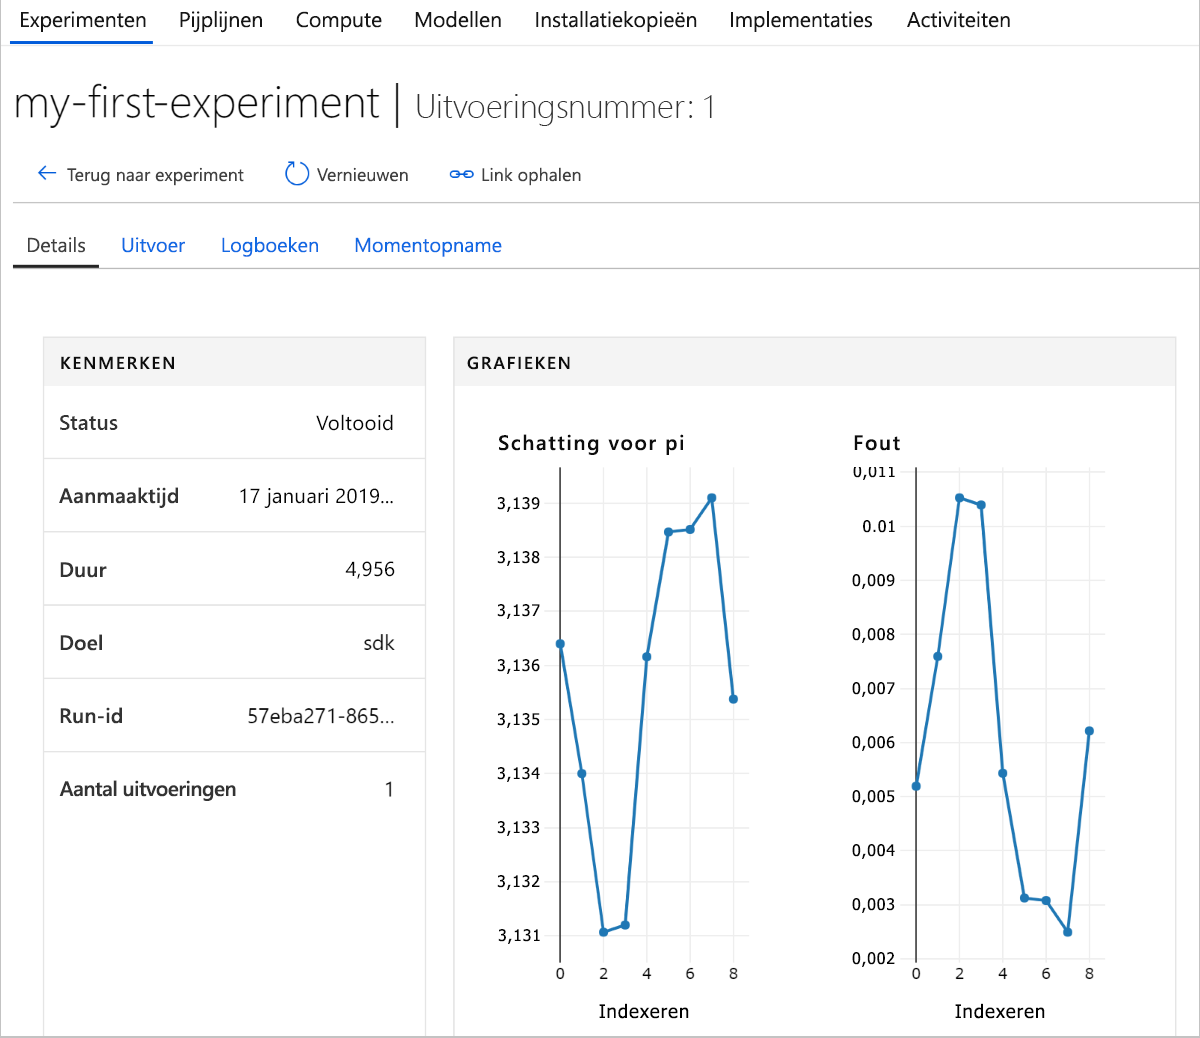 Experimenten Pijplijnen Compute Modellen Installatiekopieën Implementaties Activiteiten
my-first-experiment | Uitvoeringsnummer: 1
Terug naar experiment Vernieuwen Link ophalen
Details Uitvoer Logboeken Momentopname
KENMERKEN
Status Voltooid
Aanmaaktijd 17 januari 2019...
Duur 4,956
Doel sdk
Run-id 57eba271-865...
Aantal uitvoeringen 1
GRAFIEKEN
Schatting voor pi
3,139
3,138
3,137
3,136
3,135
3,134
3,133
3,132
3,131
0 2 4 6 8
Indexeren
Fout
0,011
0.01
0,009
0,008
0,007
0,006
0,005
0,004
0,003
0,002
0 2 4 6 8
Indexeren